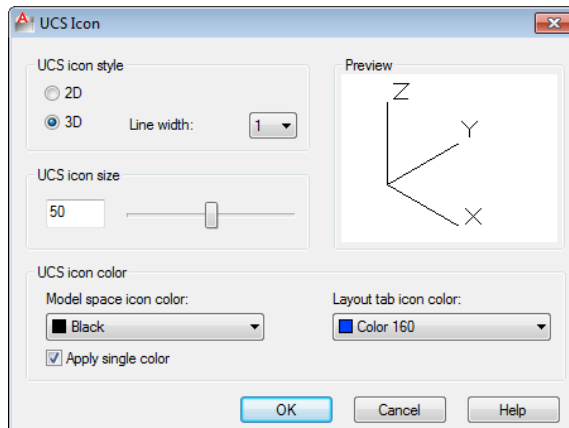 UCS Icon
UCS icon style
2D
3D
Line width:
1
UCS icon size
50
Preview
Z
Y
X
UCS icon color
Model space icon color:
Black
Apply single color
Layout tab icon color:
Color 160
OK
Cancel
Help